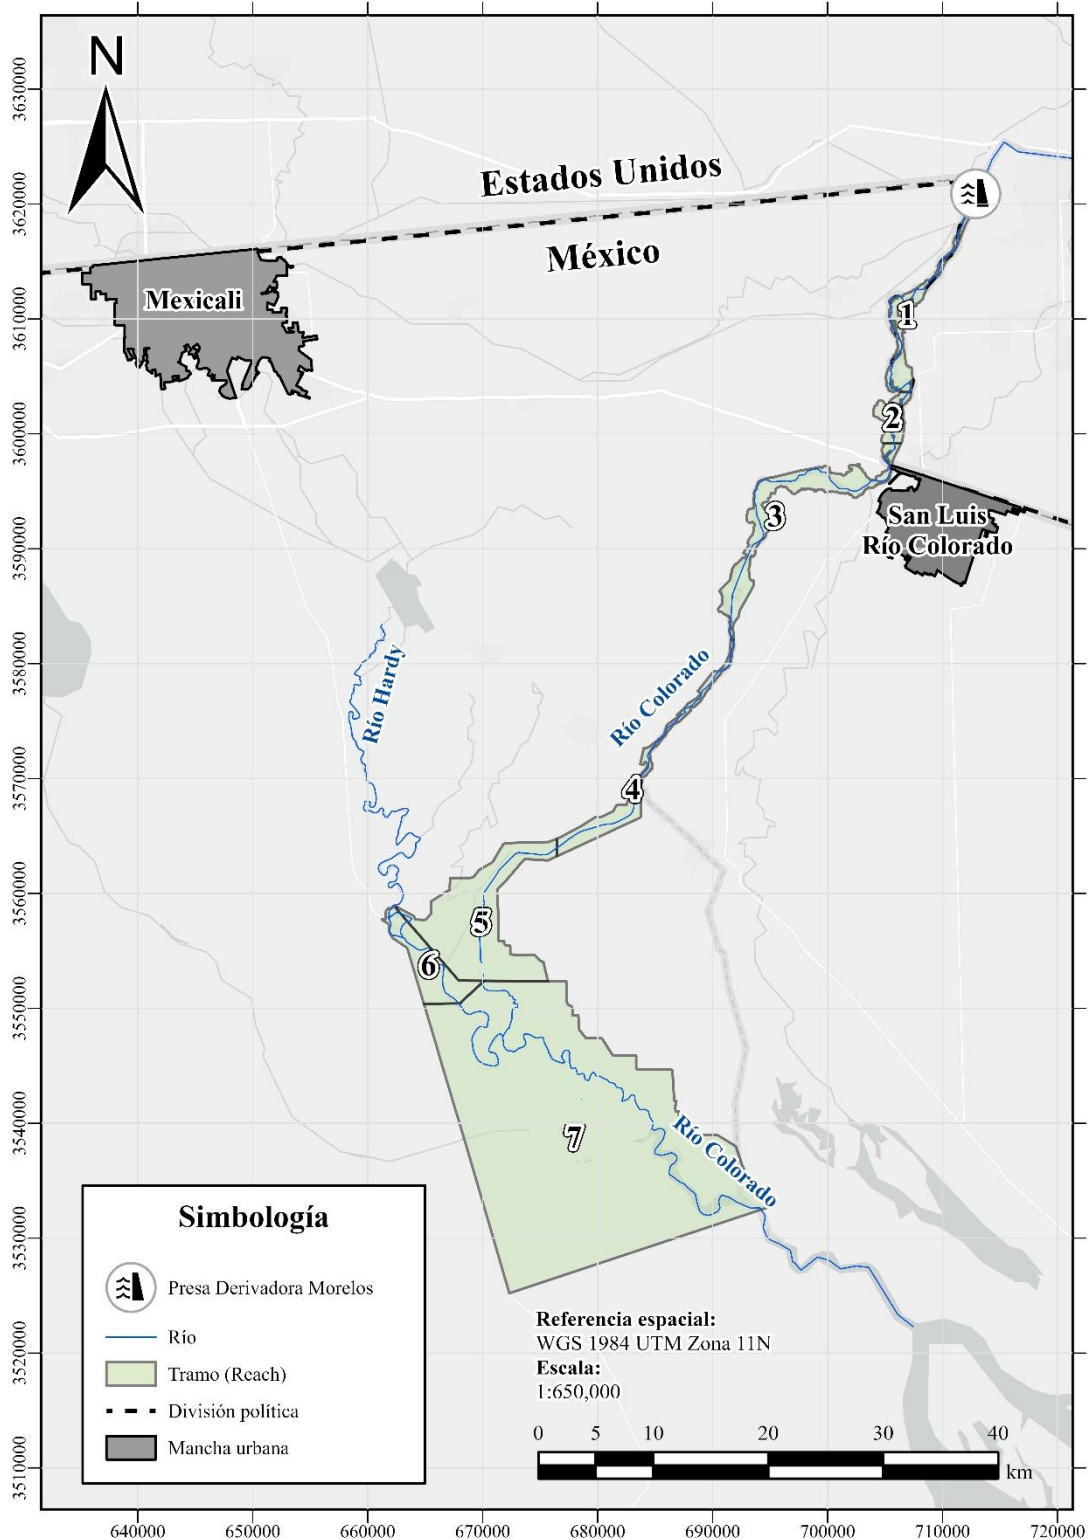 N
3630000
3620000
3610000
3600000
3590000
3580000
3570000
3560000
3550000
3540000
3530000
3520000
3510000
Estados Unidos
México
Mexicali
1
2
3
San Luis
Río Colorado
Río Hardy
Río Colorado
4
5
6
7
Río Colorado
Simbología
Presa Derivadora Morelos
Río
Tramo (Reach)
División política
Mancha urbana
Referencia espacial:
WGS 1984 UTM Zona 11N
Escala:
1:650,000
0 5 10 20 30 40
km
640000 650000 660000 670000 680000 690000 700000 710000 720000